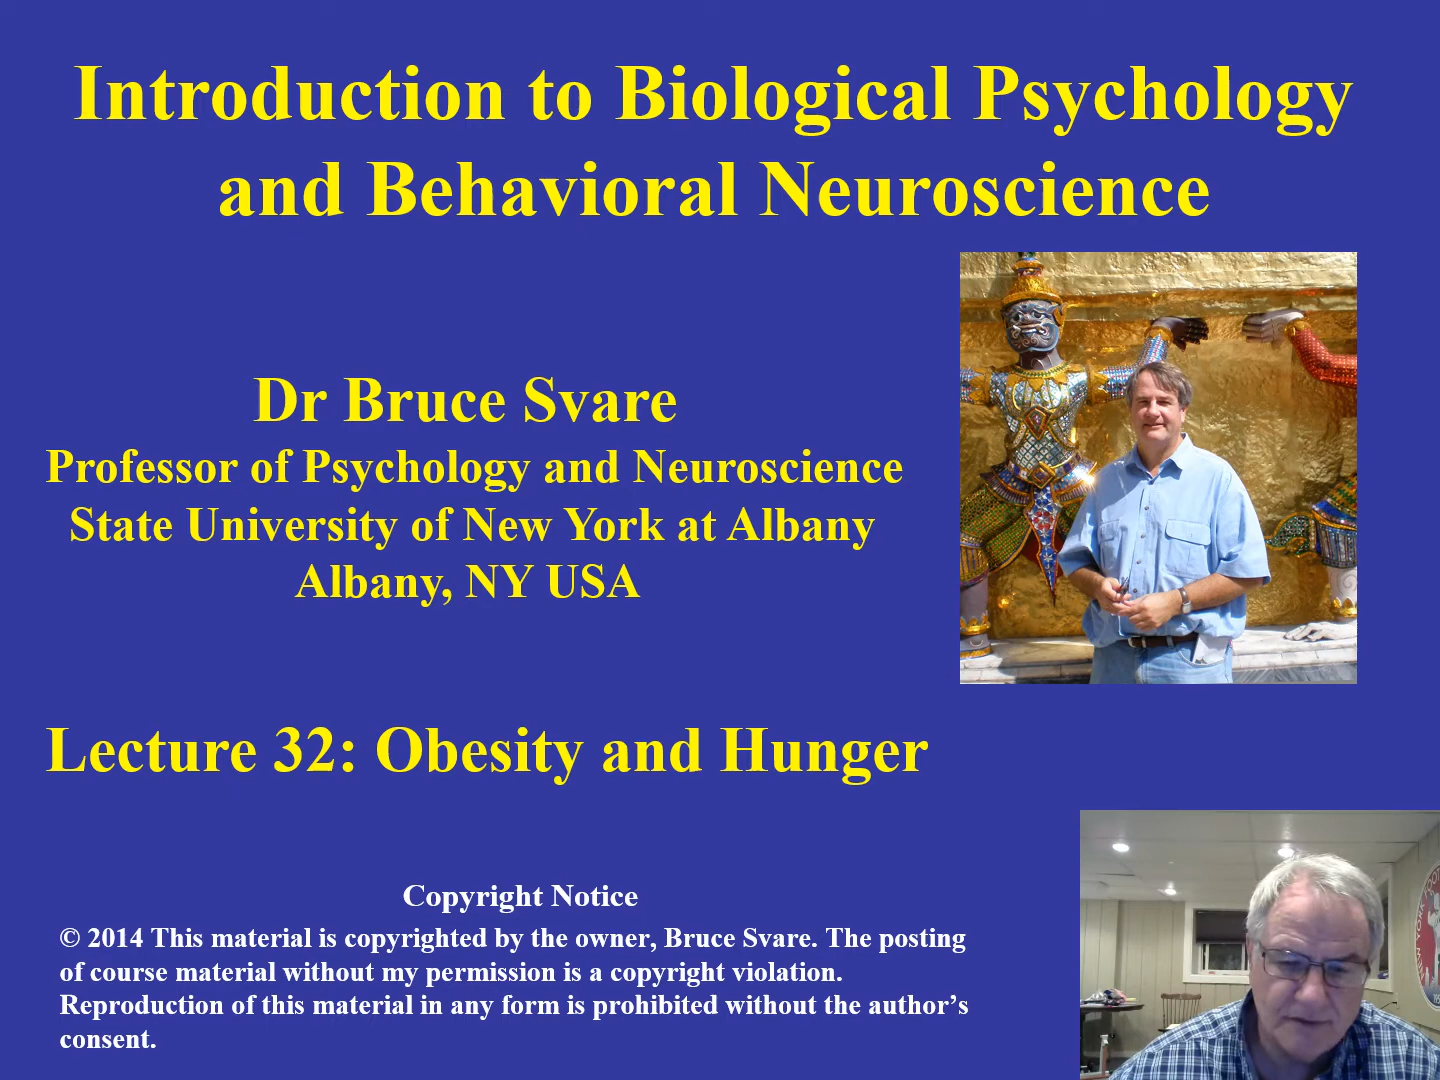 Introduction to Biological Psychology
and Behavioral Neuroscience
Dr Bruce Svare
Professor of Psychology and Neuroscience
State University of New York at Albany
Albany, NY USA
Lecture 32: Obesity and Hunger
Copyright Notice
© 2014 This material is copyrighted by the owner, Bruce Svare. The posting
of course material without my permission is a copyright violation.
Reproduction of this material in any form is prohibited without the author’s
consent.